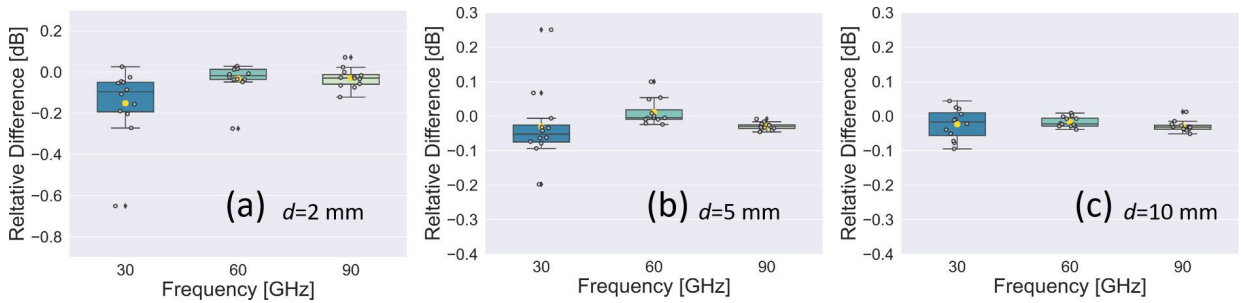 Reltative Difference [dB]
0.2
0.0
−0.2
−0.4
−0.6
−0.8
(a) d=2 mm
30 60 90
Frequency [GHz]
Reltative Difference [dB]
0.3
0.2
0.1
0.0
−0.1
−0.2
−0.3
−0.4
(b) d=5 mm
30 60 90
Frequency [GHz]
Reltative Difference [dB]
0.3
0.2
0.1
0.0
−0.1
−0.2
−0.3
−0.4
(c) d=10 mm
30 60 90
Frequency [GHz]